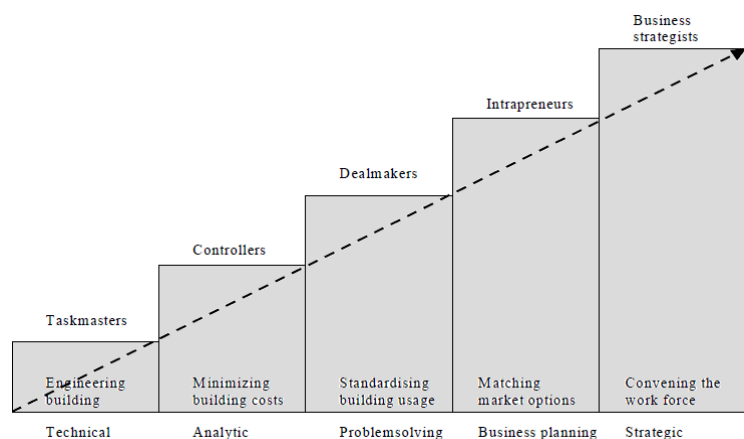 Business
strategists
Intrapreneurs
Dealmakers
Controllers
Taskmasters
Engineering
building
Minimizing
building costs
Standardising
building usage
Matching
market options
Convening the
work force
Technical
Analytic
Problemsolving
Business planning
Strategic